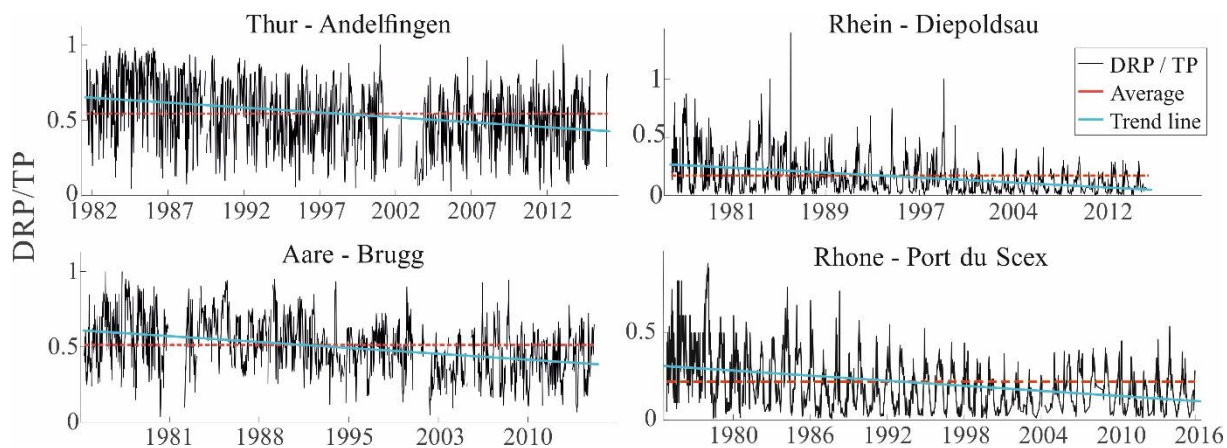 Thur - Andelfingen
1
0.5
0
1982 1987 1992 1997 2002 2007 2012
Rhein - Diepoldsau
DRP / TP
Average
Trend line
1
0.5
0
1981 1989 1997 2004 2012
DRP/TP
Aare - Brugg
1
0.5
0
1981 1988 1995 2003 2010
Rhone - Port du Scex
0.5
0
1980 1986 1992 1998 2004 2010 2016